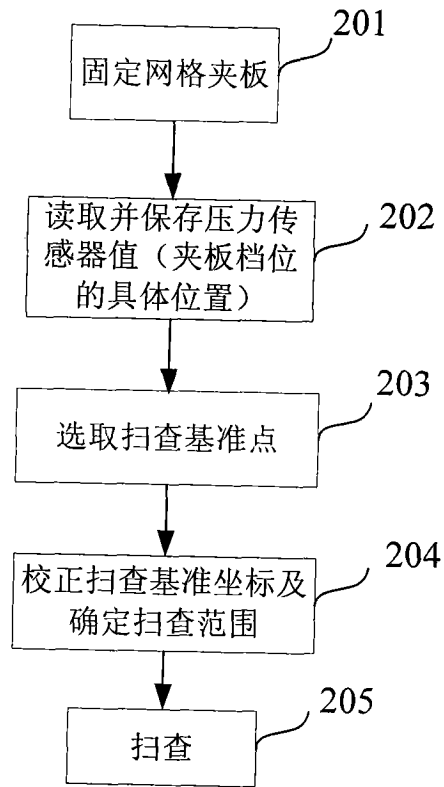 201
固定网格夹板
202
读取并保存压力传
感器值（夹板档位
的具体位置）
203
选取扫查基准点
204
校正扫查基准坐标及
确定扫查范围
205
扫查